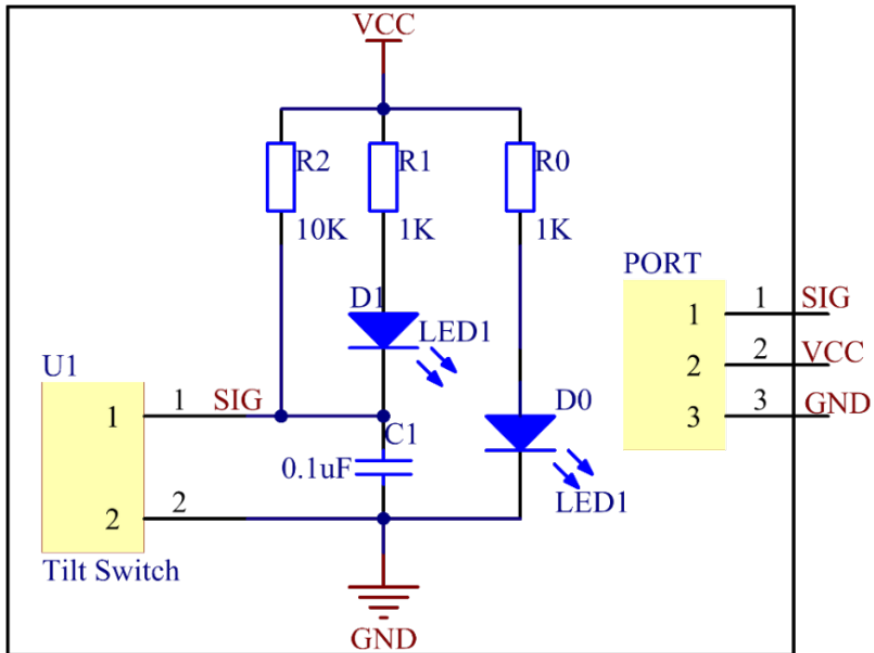 VCC
R2
R1
R0
10K
1K
1K
PORT
D1
LED1
1
1
SIG
2
2
VCC
3
3
GND
U1
1
1
SIG
C1
D0
0.1uF
LED1
2
2
Tilt Switch
GND